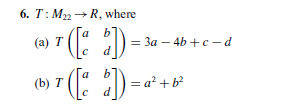 6. T: M₂₂ → R, where
(a) T([a b; c d]) = 3a − 4b + c − d
(b) T([a b; c d]) = a² + b²